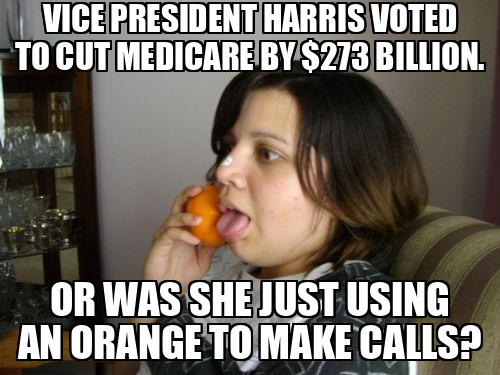 VICE PRESIDENT HARRIS VOTED
TO CUT MEDICARE BY $273 BILLION.
OR WAS SHE JUST USING
AN ORANGE TO MAKE CALLS?